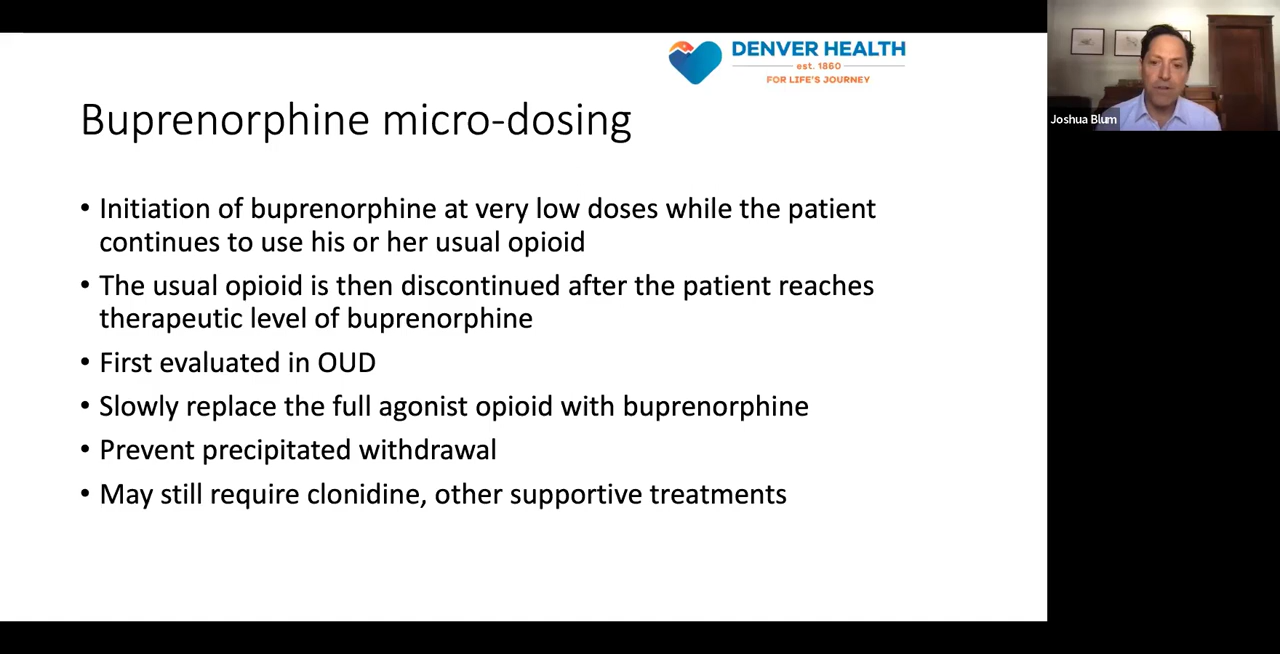 DENVER HEALTH
est. 1860
FOR LIFE'S JOURNEY
Buprenorphine micro-dosing
• Initiation of buprenorphine at very low doses while the patient
continues to use his or her usual opioid
• The usual opioid is then discontinued after the patient reaches
therapeutic level of buprenorphine
• First evaluated in OUD
• Slowly replace the full agonist opioid with buprenorphine
• Prevent precipitated withdrawal
• May still require clonidine, other supportive treatments
Joshua Blum